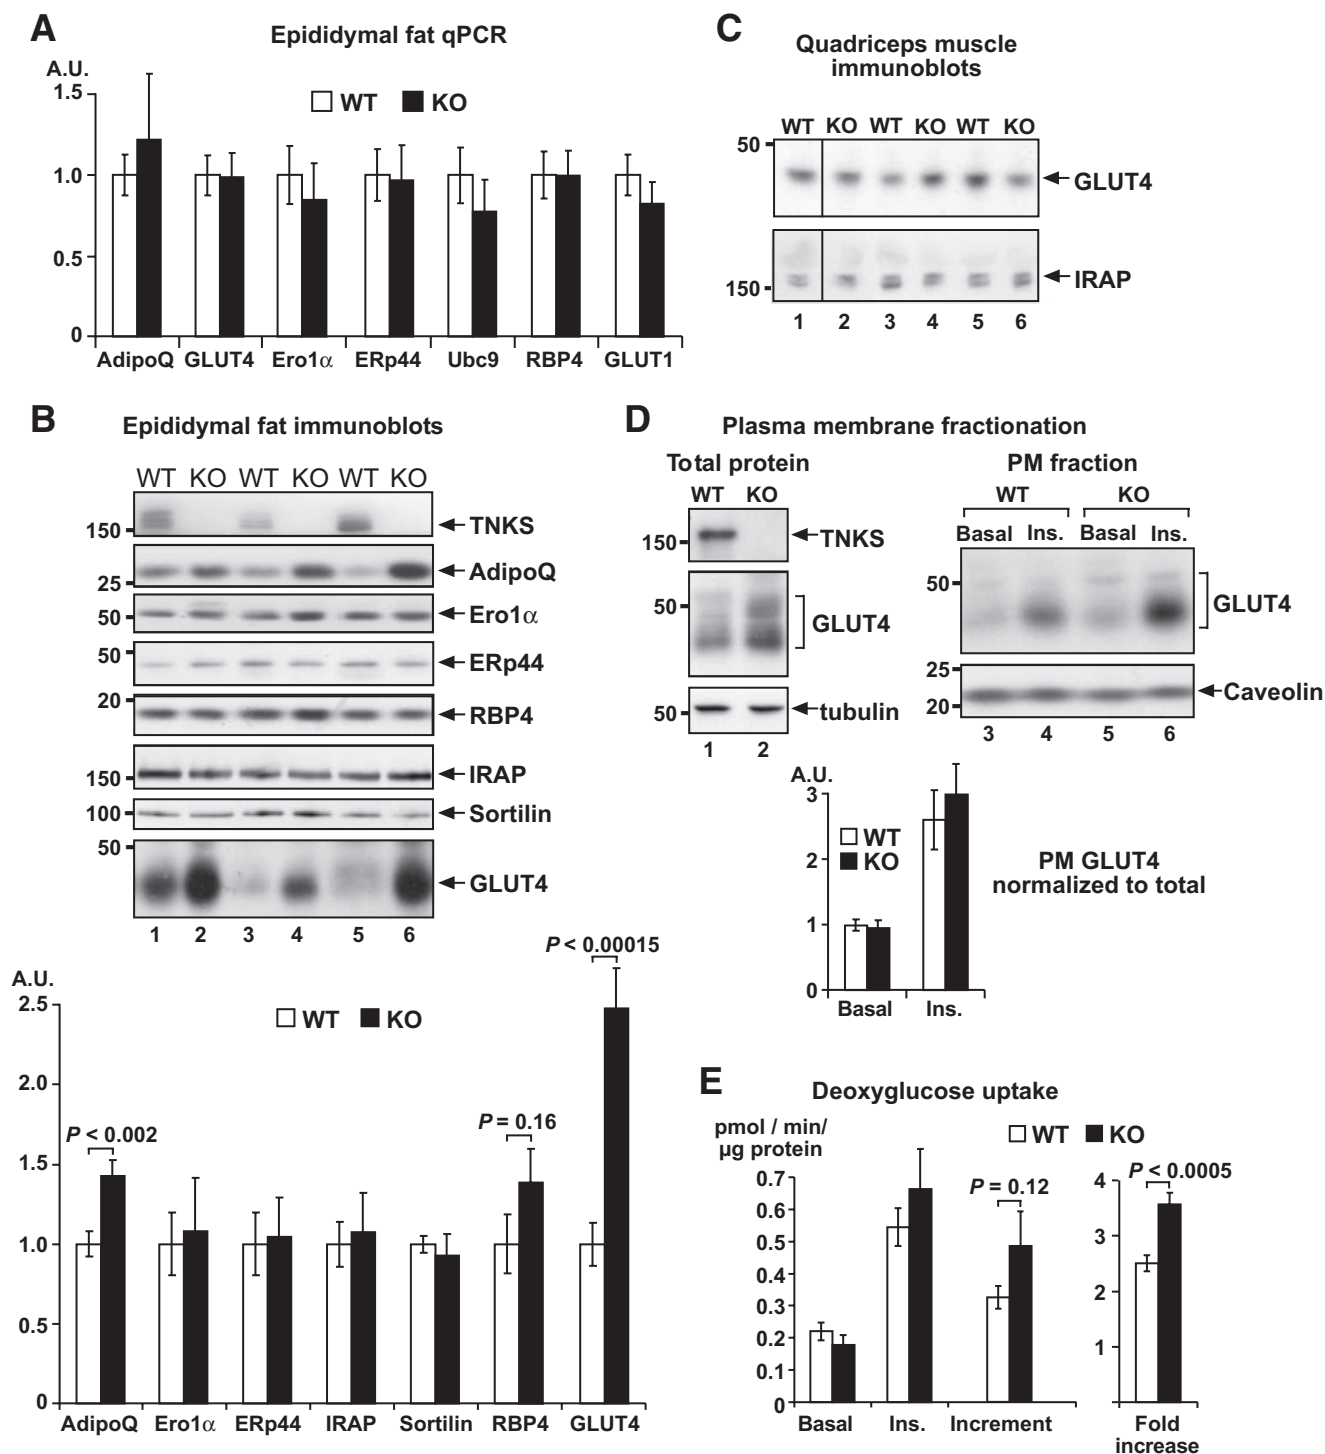 A
Epididymal fat qPCR
A.U.
1.5
1.0
0.5
0
WT
KO
AdipoQ GLUT4 Ero1α ERp44 Ubc9 RBP4 GLUT1
B
Epididymal fat immunoblots
WT KO WT KO WT KO
150
TNKS
25
AdipoQ
50
Ero1α
50
ERp44
20
RBP4
150
IRAP
100
Sortilin
50
GLUT4
1 2 3 4 5 6
A.U.
2.5
2.0
1.5
1.0
0.5
0
WT
KO
P < 0.002
P = 0.16
P < 0.00015
AdipoQ Ero1α ERp44 IRAP Sortilin RBP4 GLUT4
C
Quadriceps muscle
immunoblots
WT KO WT KO WT KO
50
GLUT4
150
IRAP
1 2 3 4 5 6
D
Plasma membrane fractionation
Total protein
WT KO
150
TNKS
50
GLUT4
50
tubulin
1 2
PM fraction
WT KO
Basal Ins. Basal Ins.
50
GLUT4
25
20
Caveolin
3 4 5 6
A.U.
3
2
1
0
WT
KO
Basal Ins.
PM GLUT4
normalized to total
E
Deoxyglucose uptake
pmol / min/
µg protein
WT
KO
0.7
0.6
0.5
0.4
0.3
0.2
0.1
0
P = 0.12
Basal Ins. Increment
P < 0.0005
4
3
2
1
Fold
increase